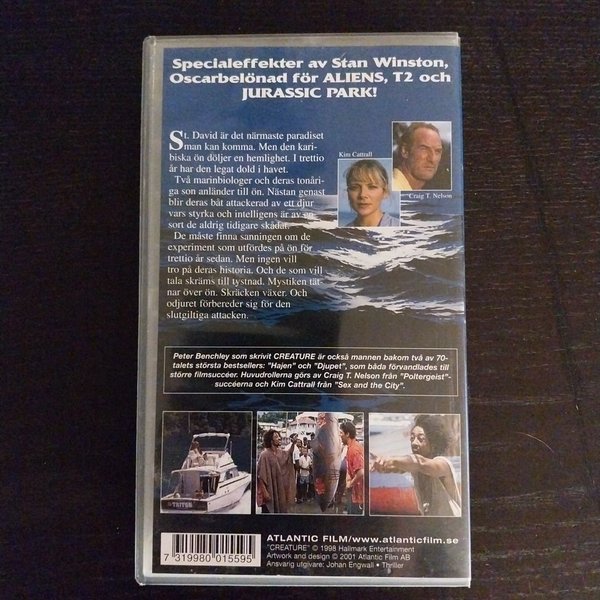 Specialeffekter av Stan Winston,
Oscarbelönad för ALIENS, T2 och
JURASSIC PARK!
St. David är det närmaste paradiset
man kan komma. Men den kari-
biska ön döljer en hemlighet. I trettio
år har den legat dold i havet.
Två marinbiologer och deras tonåri-
ga son anländer till ön. Nästan genast
blir deras båt attackerad av ett djur
vars styrka och intelligens är av en
sort de aldrig tidigare skådat.
De måste finna sanningen om de
experiment som utfördes på ön för
trettio år sedan. Men ingen vill
tro på deras historia. Och de som vill
tala skräms till tystnad. Mystiken tät-
nar över ön. Skräcken växer. Och
odjuret förbereder sig för den
slutgiltiga attacken.
Kim Cattrall
Craig T. Nelson
Peter Benchley som skrivit CREATURE är också mannen bakom två av 70-
talets största bestsellers: "Hajen" och "Djupet", som båda förvandlades till
större filmsuccéer. Huvudrollerna görs av Craig T. Nelson från "Poltergeist"-
succéerna och Kim Cattrall från "Sex and the City".
TRITON
7 319980 015595
ATLANTIC FILM/www.atlanticfilm.se
"CREATURE" © 1998 Hallmark Entertainment
Artwork and design © 2001 Atlantic Film AB
Ansvarig utgivare: Johan Engwall • Thriller